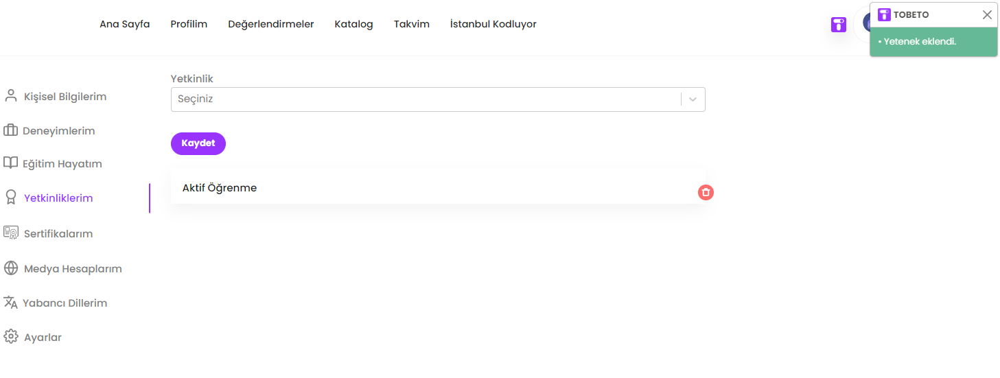 Ana Sayfa Profilim Değerlendirmeler Katalog Takvim İstanbul Kodluyor
TOBETO
• Yetenek eklendi.
Kişisel Bilgilerim
Deneyimlerim
Eğitim Hayatım
Yetkinliklerim
Sertifikalarım
Medya Hesaplarım
Yabancı Dillerim
Ayarlar
Yetkinlik
Seçiniz
Kaydet
Aktif Öğrenme